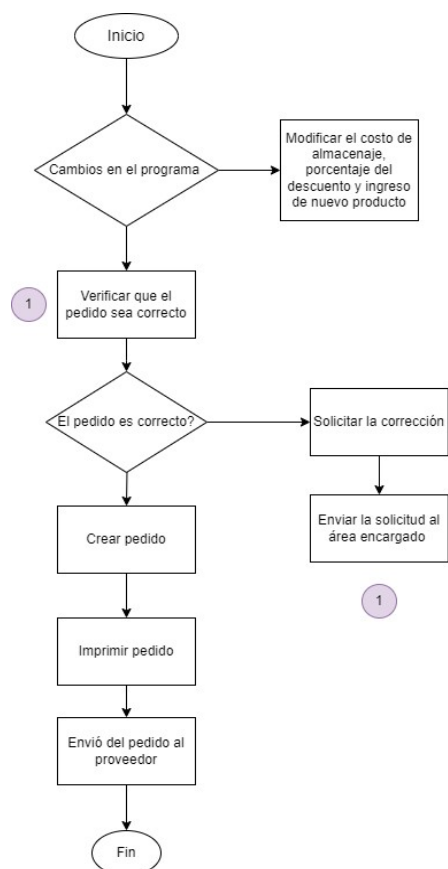 Inicio
Cambios en el programa
Modificar el costo de
almacenaje,
porcentaje del
descuento y ingreso
de nuevo producto
1
Verificar que el
pedido sea correcto
El pedido es correcto?
Solicitar la corrección
Crear pedido
Enviar la solicitud al
área encargado
1
Imprimir pedido
Envió del pedido al
proveedor
Fin